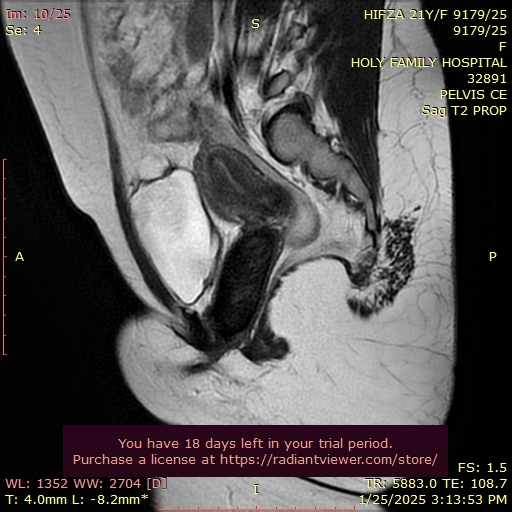 Im: 10/25
Se: 4
S
HIFZA 21Y/F 9179/25
9179/25
F
HOLY FAMILY HOSPITAL
32891
PELVIS CE
Sag T2 PROP
A
P
You have 18 days left in your trial period.
Purchase a license at https://radiantviewer.com/store/
WL: 1352 WW: 2704 [D]
T: 4.0mm L: -8.2mm*
I
FS: 1.5
TR: 5883.0 TE: 108.7
1/25/2025 3:13:53 PM